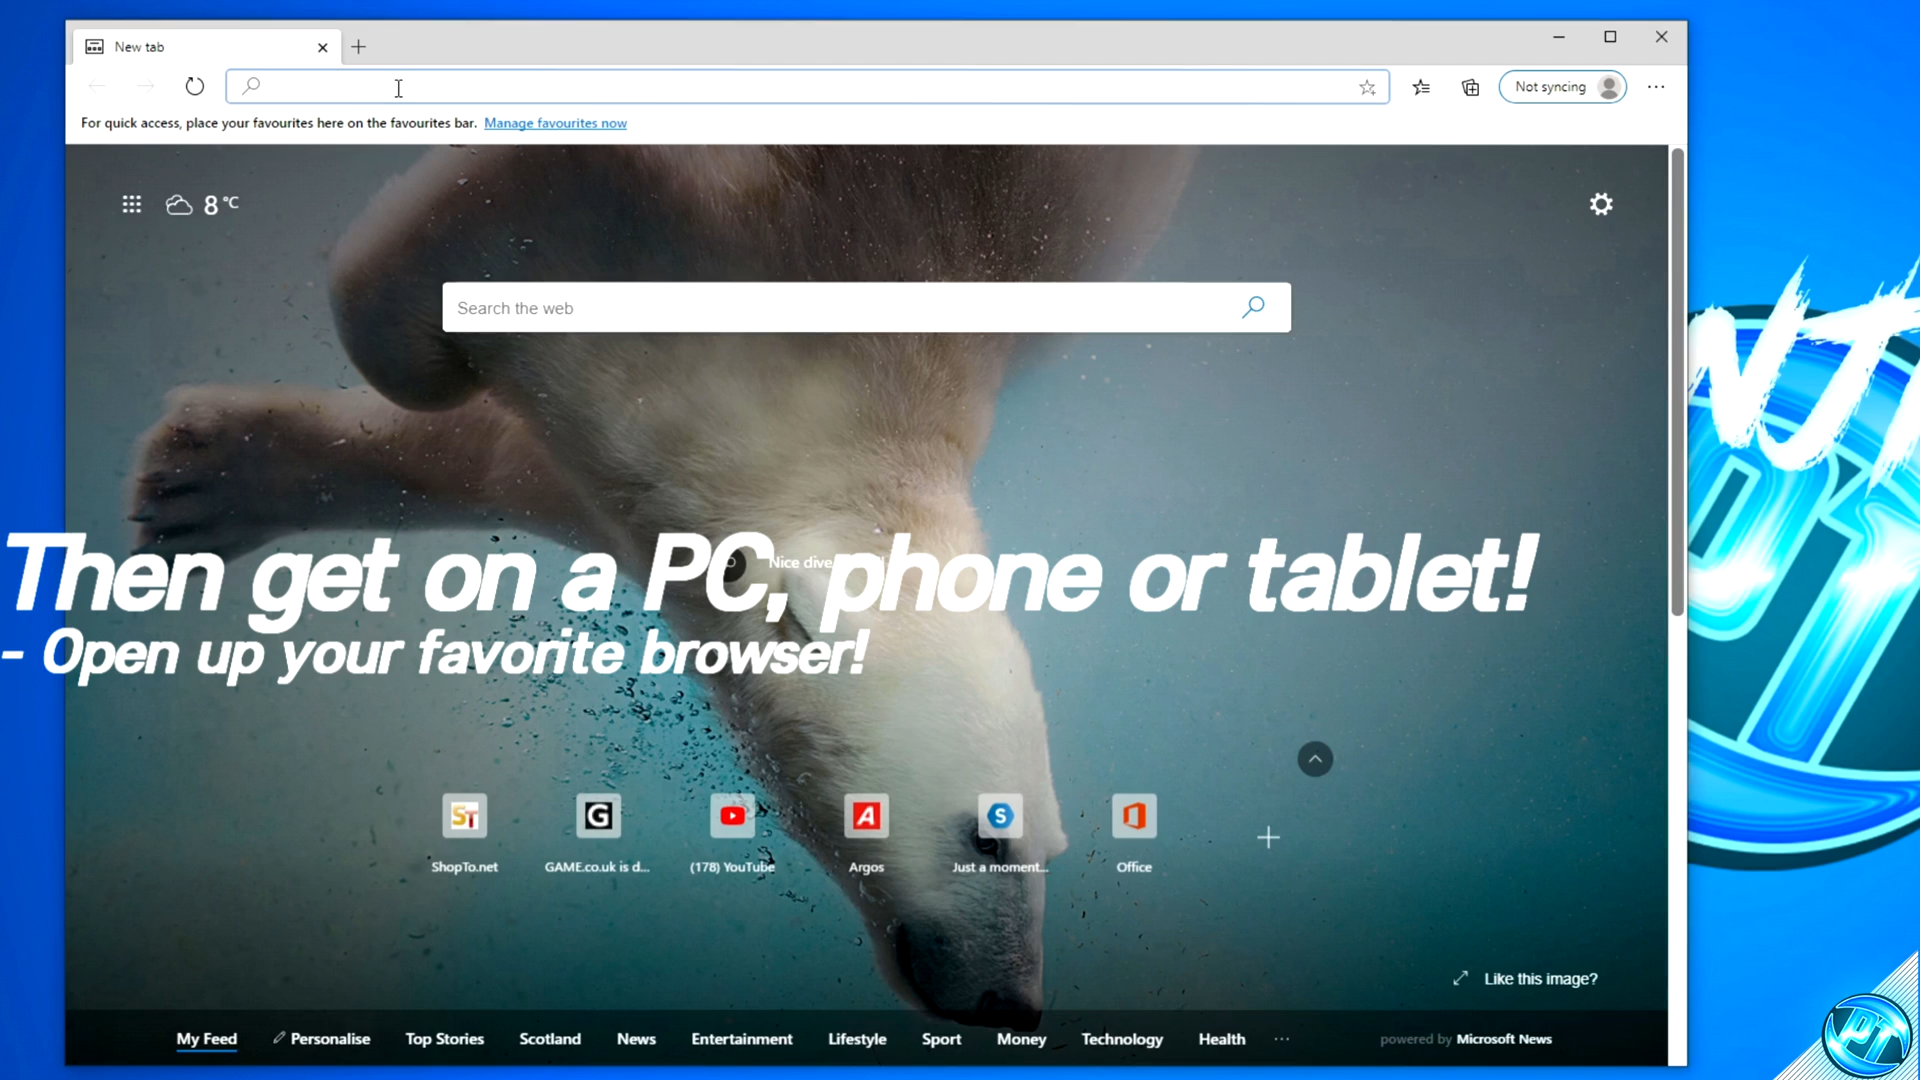 New tab
Not syncing
For quick access, place your favourites here on the favourites bar. Manage favourites now
8 °C
Search the web
Nice dive
Then get on a PC, phone or tablet!
- Open up your favorite browser!
ShopTo.net
GAME.co.uk is d...
(178) YouTube
Argos
Just a moment...
Office
Like this image?
My Feed
Personalise
Top Stories
Scotland
News
Entertainment
Lifestyle
Sport
Money
Technology
Health
powered by Microsoft News